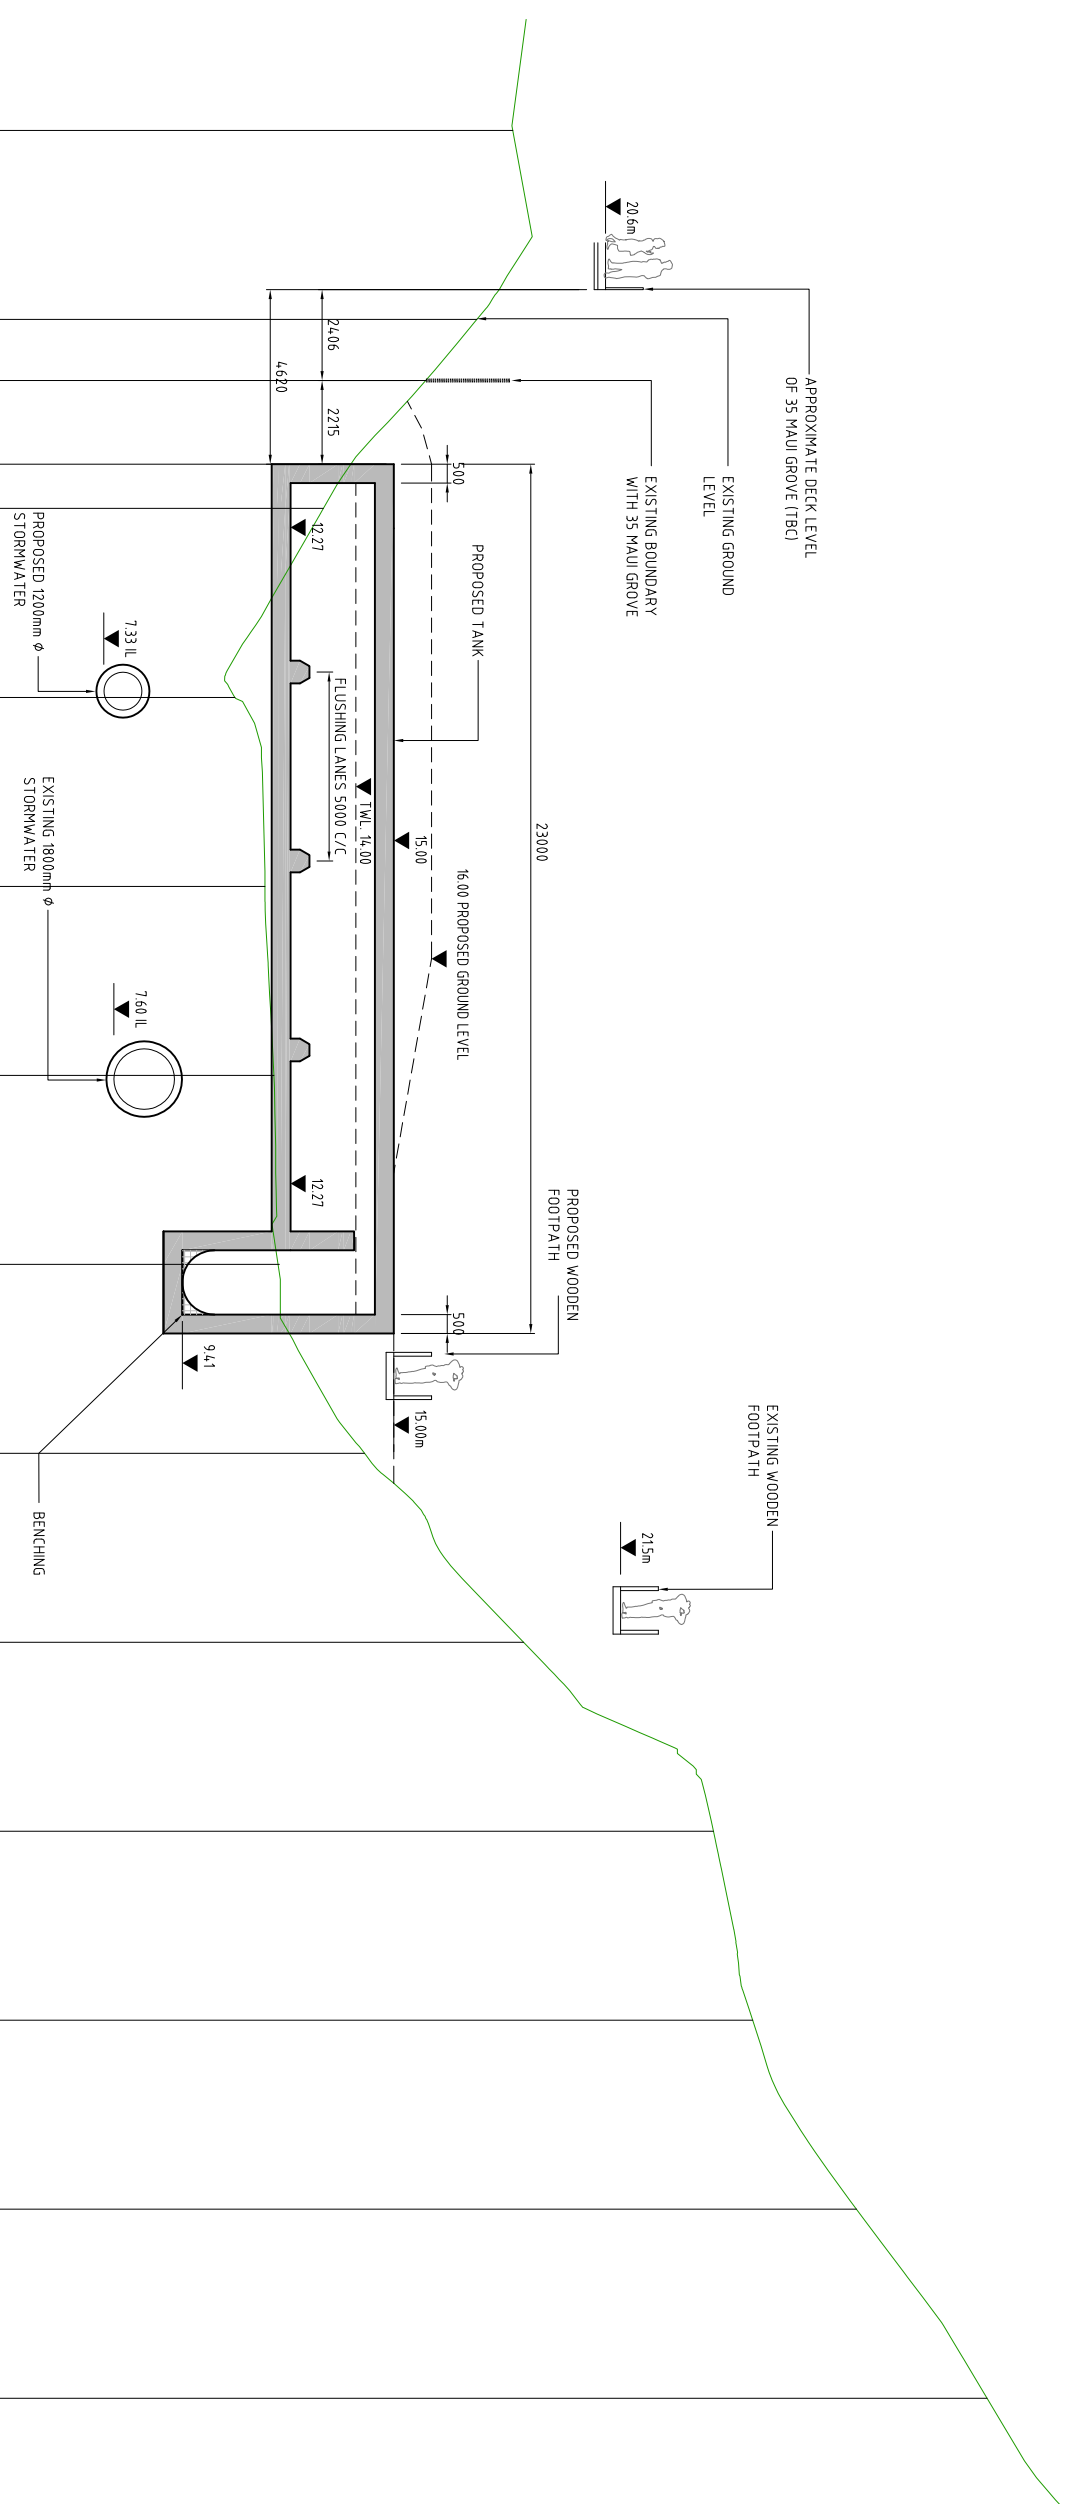 20.6m
APPROXIMATE DECK LEVEL
OF 35 MAUI GROVE (TBC)
EXISTING GROUND
LEVEL
EXISTING BOUNDARY
WITH 35 MAUI GROVE
2406
2215
4620
500
23000
PROPOSED TANK
12.27
FLUSHING LANES 5000 C/C
TWL. 14.00
15.00
16.00 PROPOSED GROUND LEVEL
PROPOSED 1200mm Ø
STORMWATER
7.33 IL
EXISTING 1800mm Ø
STORMWATER
7.60 IL
12.27
PROPOSED WOODEN
FOOTPATH
500
9.41
15.00m
BENCHING
EXISTING WOODEN
FOOTPATH
21.5m